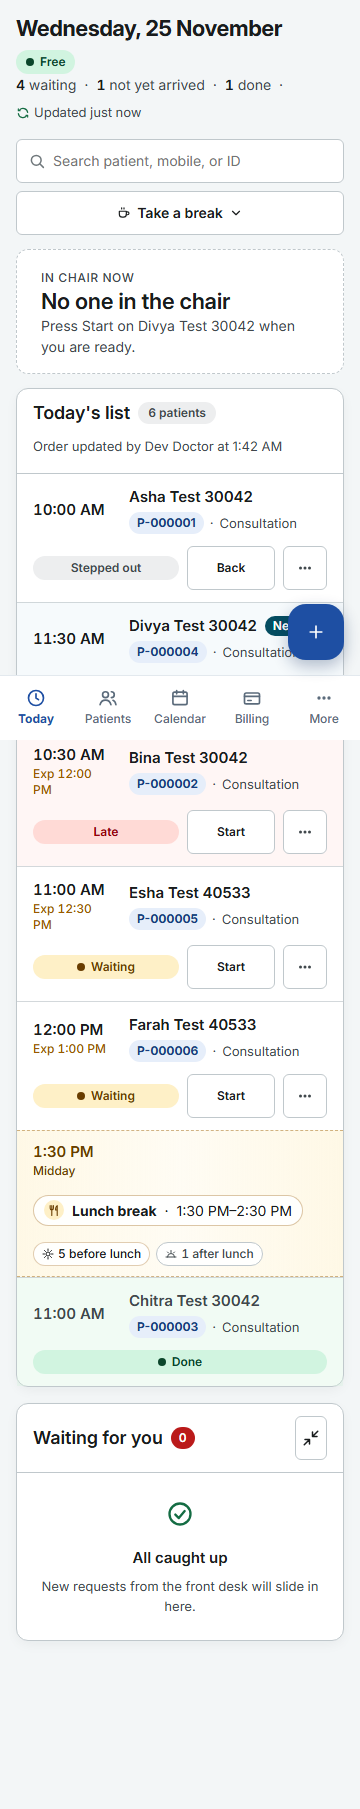 Wednesday, 25 November
Free
4 waiting · 1 not yet arrived · 1 done ·
Updated just now
Search patient, mobile, or ID
Take a break
IN CHAIR NOW
No one in the chair
Press Start on Divya Test 30042 when
you are ready.
Today's list 6 patients
Order updated by Dev Doctor at 1:42 AM
10:00 AM Asha Test 30042
P-000001 · Consultation
Stepped out Back
11:30 AM Divya Test 30042
P-000004 ·
Today Patients Calendar Billing More
10:30 AM Bina Test 30042
Exp 12:00
PM
P-000002 · Consultation
Late Start
11:00 AM Esha Test 40533
Exp 12:30
PM
P-000005 · Consultation
Waiting Start
12:00 PM Farah Test 40533
Exp 1:00 PM P-000006 · Consultation
Waiting Start
1:30 PM
Midday
Lunch break · 1:30 PM–2:30 PM
5 before lunch 1 after lunch
11:00 AM Chitra Test 30042
P-000003 · Consultation
Done
Waiting for you 0
All caught up
New requests from the front desk will slide in
here.